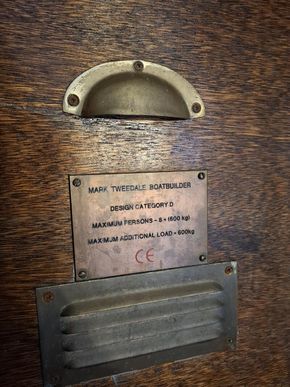 MARK TWEEDALE BOATBUILDER
DESIGN CATEGORY D
MAXIMUM PERSONS - 8 = (600 kg)
MAXIMUM ADDITIONAL LOAD - 600kg
CE